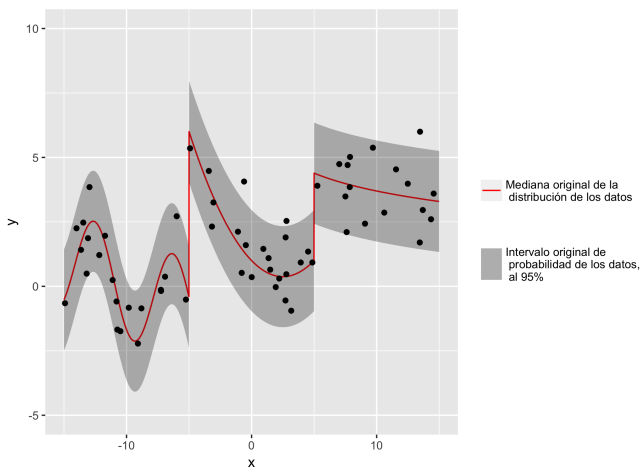 10
5
0
-5
y
-10
0
10
x
Mediana original de la
distribución de los datos
Intervalo original de
probabilidad de los datos,
al 95%